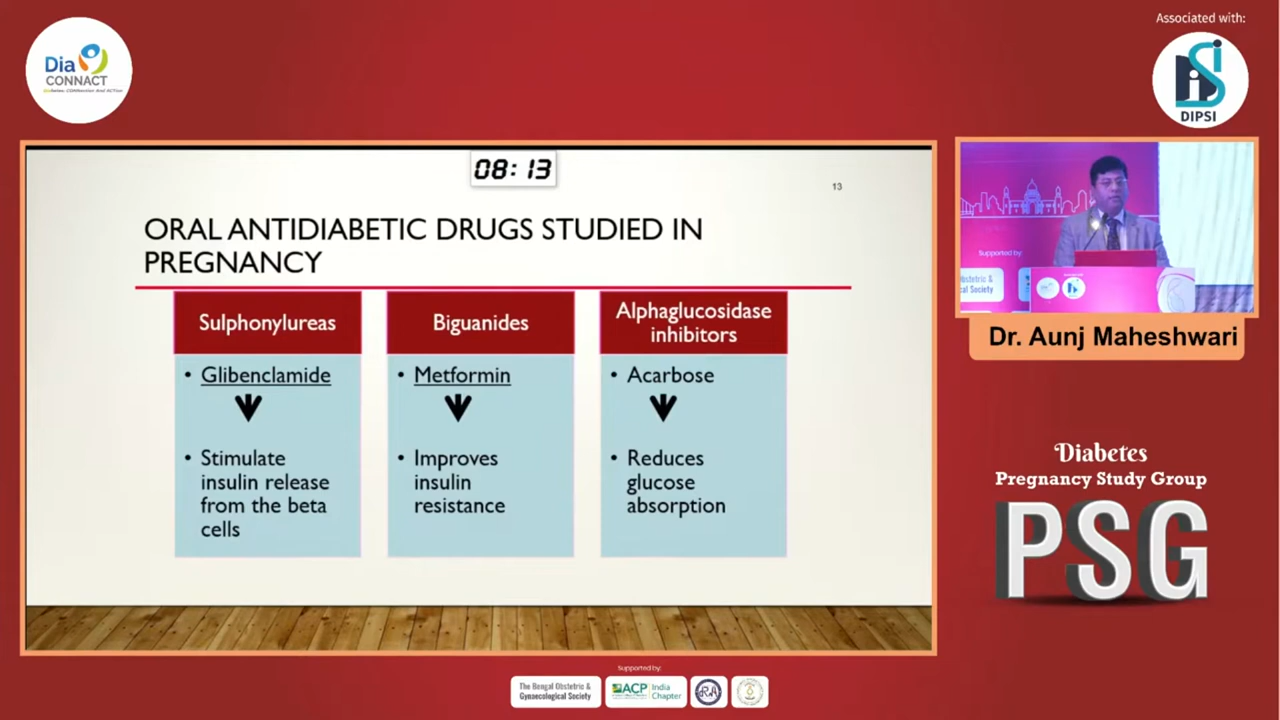 Dia
CONNACT
Associated with:
DIPSI
08:13
13
ORAL ANTIDIABETIC DRUGS STUDIED IN
PREGNANCY
Sulphonylureas
• Glibenclamide
• Stimulate
insulin release
from the beta
cells
Biguanides
• Metformin
• Improves
insulin
resistance
Alphaglucosidase
inhibitors
• Acarbose
• Reduces
glucose
absorption
Supported by:
Dr. Aunj Maheshwari
Diabetes
Pregnancy Study Group
PSG
Supported by:
The Bengal Obstetric &
Gynaecological Society
ACP India
Chapter